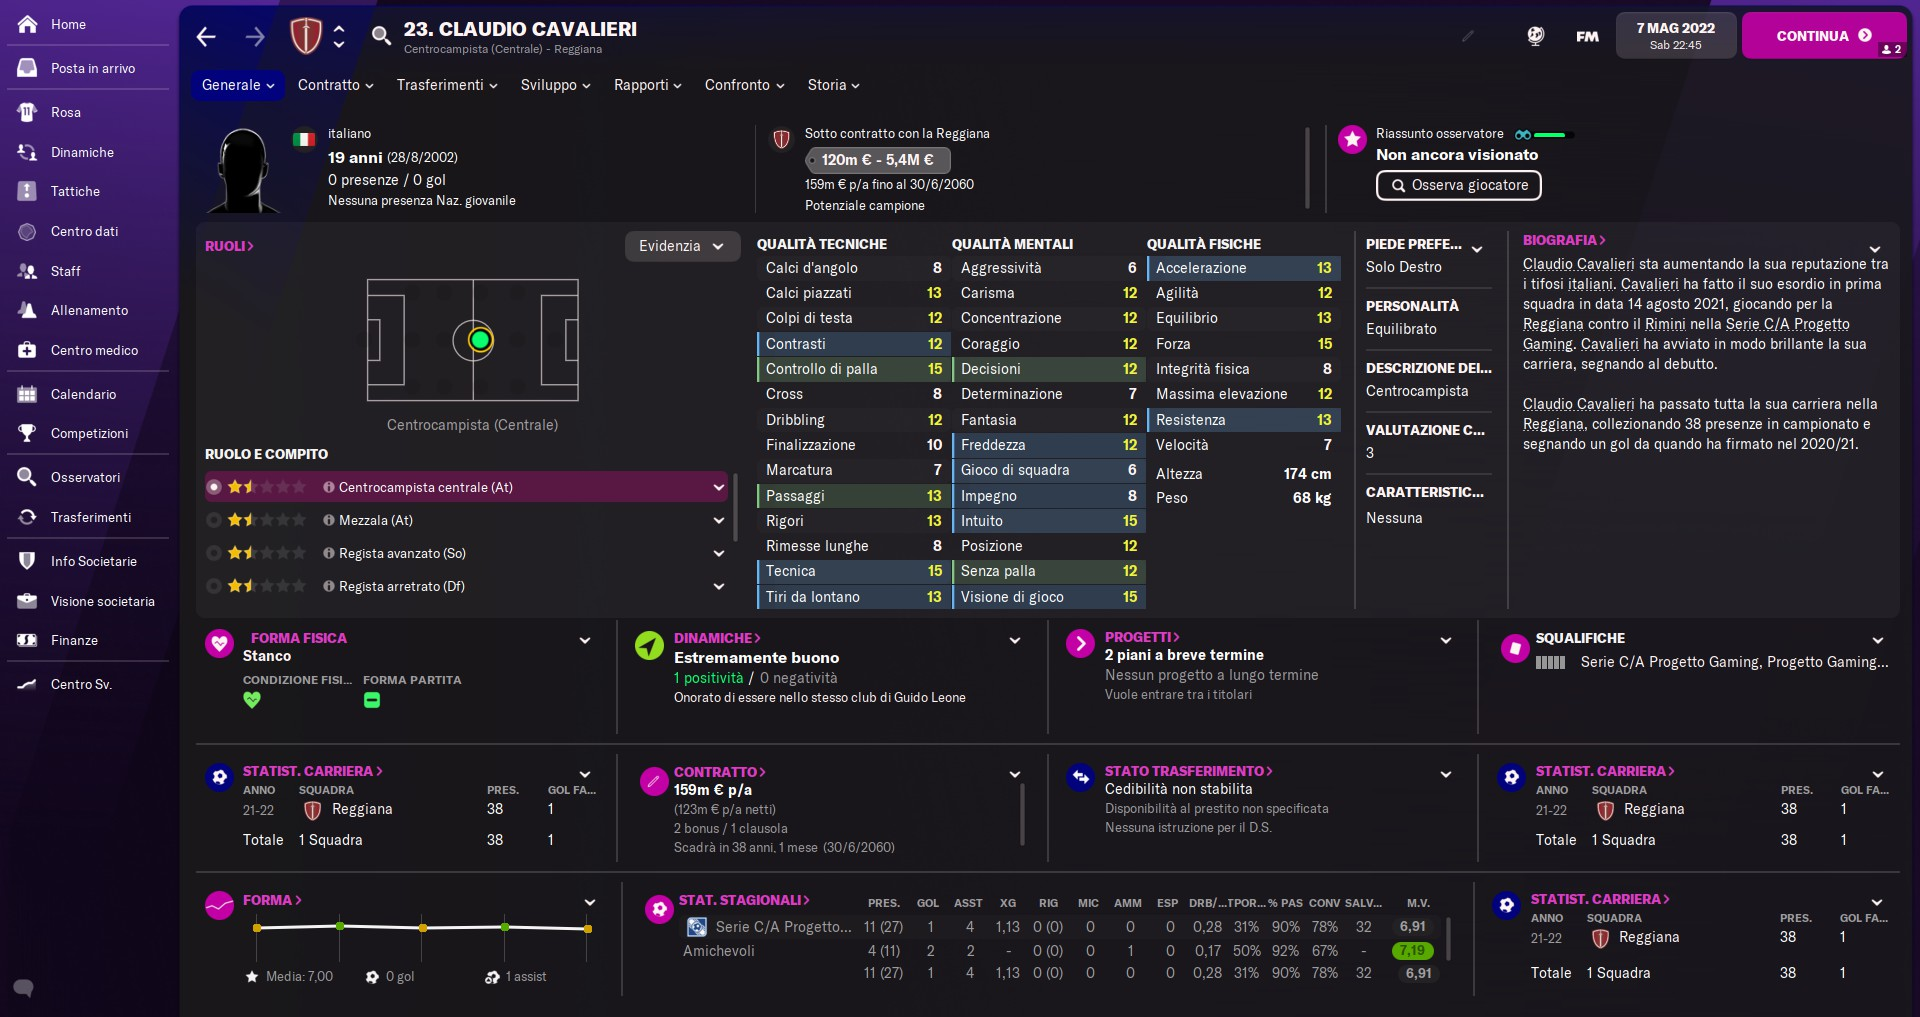 Home
Posta in arrivo
Rosa
Dinamiche
Tattiche
Centro dati
Staff
Allenamento
Centro medico
Calendario
Competizioni
Osservatori
Trasferimenti
Info Societarie
Visione societaria
Finanze
Centro Sv.
23. CLAUDIO CAVALIERI
Centrocampista (Centrale) - Reggiana
FM
7 MAG 2022
Sab 22:45
CONTINUA
2
Generale Contratto Trasferimenti Sviluppo Rapporti Confronto Storia
italiano
19 anni (28/8/2002)
0 presenze / 0 gol
Nessuna presenza Naz. giovanile
Sotto contratto con la Reggiana
120m € - 5,4M €
159m € p/a fino al 30/6/2060
Potenziale campione
Riassunto osservatore
Non ancora visionato
Osserva giocatore
RUOLI
Evidenzia
Centrocampista (Centrale)
RUOLO E COMPITO
Centrocampista centrale (At)
Mezzala (At)
Regista avanzato (So)
Regista arretrato (Df)
QUALITÀ TECNICHE
Calci d'angolo 8
Calci piazzati 13
Colpi di testa 12
Contrasti 12
Controllo di palla 15
Cross 8
Dribbling 12
Finalizzazione 10
Marcatura 7
Passaggi 13
Rigori 13
Rimesse lunghe 8
Tecnica 15
Tiri da lontano 13
QUALITÀ MENTALI
Aggressività 6
Carisma 12
Concentrazione 12
Coraggio 12
Decisioni 12
Determinazione 7
Fantasia 12
Freddezza 12
Gioco di squadra 6
Impegno 8
Intuito 15
Posizione 12
Senza palla 12
Visione di gioco 15
QUALITÀ FISICHE
Accelerazione 13
Agilità 12
Equilibrio 13
Forza 15
Integrità fisica 8
Massima elevazione 12
Resistenza 13
Velocità 7
Altezza 174 cm
Peso 68 kg
PIEDE PREFE...
Solo Destro
PERSONALITÀ
Equilibrato
DESCRIZIONE DEI...
Centrocampista
VALUTAZIONE C...
3
CARATTERISTIC...
Nessuna
BIOGRAFIA
Claudio Cavalieri sta aumentando la sua reputazione tra
i tifosi italiani. Cavalieri ha fatto il suo esordio in prima
squadra in data 14 agosto 2021, giocando per la
Reggiana contro il Rimini nella Serie C/A Progetto
Gaming. Cavalieri ha avviato in modo brillante la sua
carriera, segnando al debutto.
Claudio Cavalieri ha passato tutta la sua carriera nella
Reggiana, collezionando 38 presenze in campionato e
segnando un gol da quando ha firmato nel 2020/21.
FORMA FISICA
Stanco
CONDIZIONE FISI... FORMA PARTITA
DINAMICHE
Estremamente buono
1 positività / 0 negatività
Onorato di essere nello stesso club di Guido Leone
PROGETTI
2 piani a breve termine
Nessun progetto a lungo termine
Vuole entrare tra i titolari
SQUALIFICHE
Serie C/A Progetto Gaming, Progetto Gaming...
STATIST. CARRIERA
ANNO SQUADRA PRES. GOL FA...
21-22 Reggiana 38 1
Totale 1 Squadra 38 1
CONTRATTO
159m € p/a
(123m € p/a netti)
2 bonus / 1 clausola
Scadrà in 38 anni, 1 mese (30/6/2060)
STATO TRASFERIMENTO
Cedibilità non stabilita
Disponibilità al prestito non specificata
Nessuna istruzione per il D.S.
STATIST. CARRIERA
ANNO SQUADRA PRES. GOL FA...
21-22 Reggiana 38 1
Totale 1 Squadra 38 1
FORMA
Media: 7,00 0 gol 1 assist
STAT. STAGIONALI PRES. GOL ASST XG RIG MIC AMM ESP DRB/... TPOR... % PAS CONV SALV... M.V.
Serie C/A Progetto... 11 (27) 1 4 1,13 0 (0) 0 0 0 0,28 31% 90% 78% 32 6,91
Amichevoli 4 (11) 2 2 - 0 (0) 0 1 0 0,17 50% 92% 67% - 7,19
11 (27) 1 4 1,13 0 (0) 0 0 0 0,28 31% 90% 78% 32 6,91
STATIST. CARRIERA
ANNO SQUADRA PRES. GOL FA...
21-22 Reggiana 38 1
Totale 1 Squadra 38 1